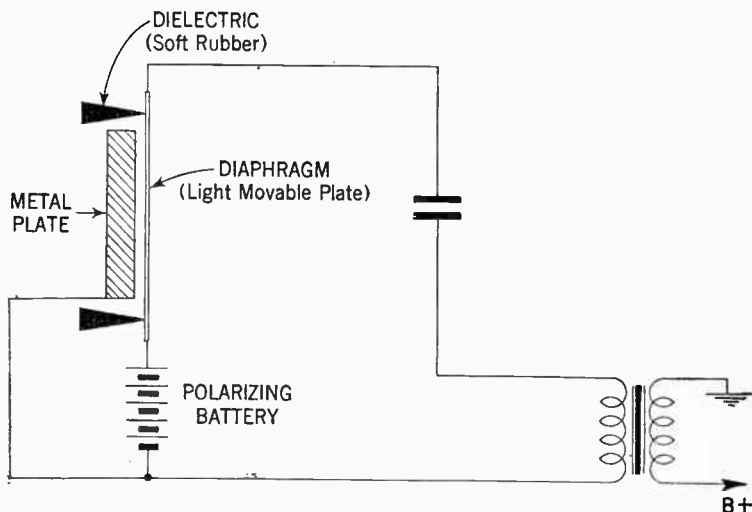 DIELECTRIC
(Soft Rubber)
DIAPHRAGM
(Light Movable Plate)
METAL
PLATE
POLARIZING
BATTERY
B+